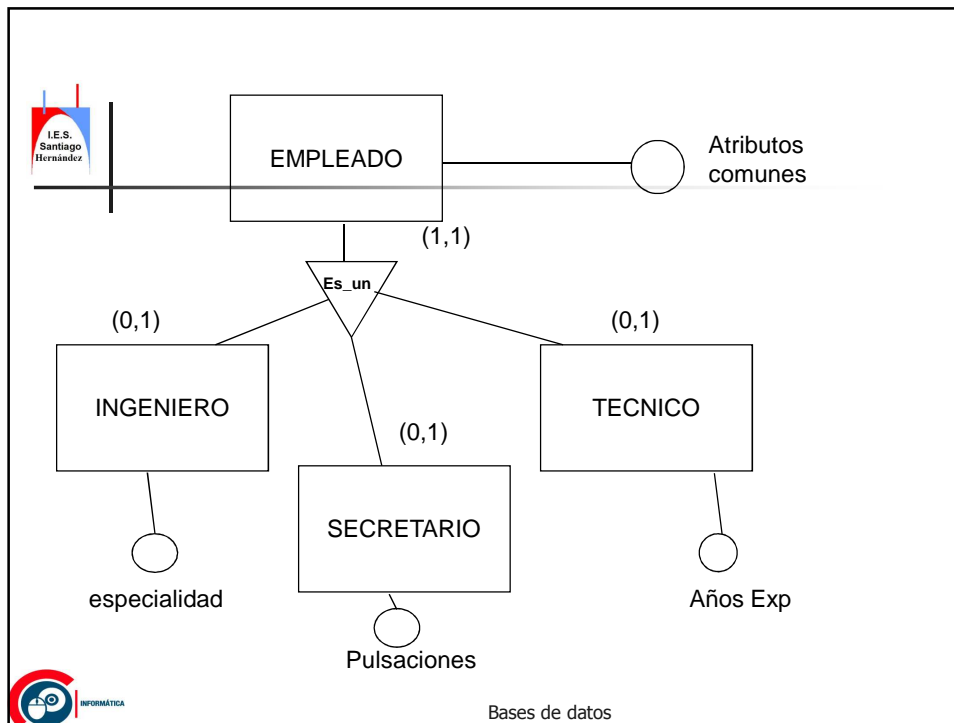 I.E.S.
Santiago
Hernández
EMPLEADO
Atributos
comunes
(1,1)
Es_un
(0,1)
(0,1)
INGENIERO
TECNICO
(0,1)
SECRETARIO
especialidad
Años Exp
Pulsaciones
INFORMÁTICA
Bases de datos